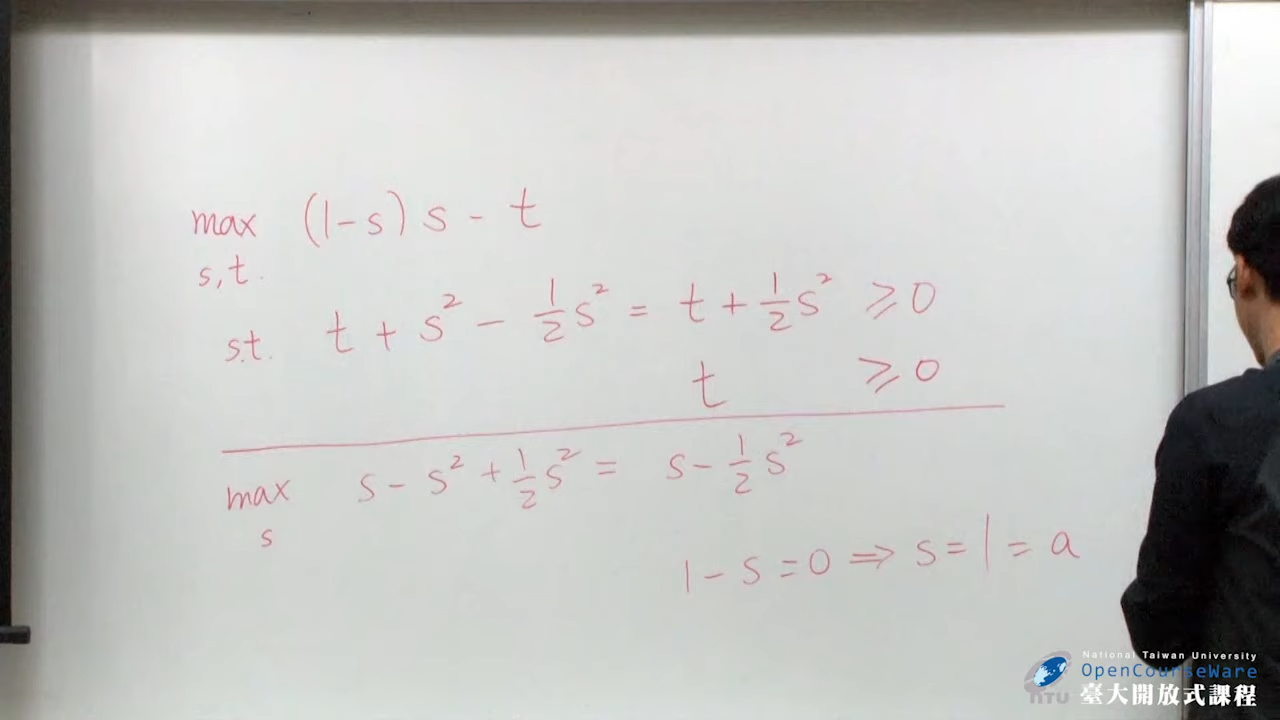 max (1-s) s - t
s,t.
s.t. t + s² - ½s² = t + ½s² ⩾ 0
t ⩾ 0
max s - s² + ½s² = s - ½s²
s
1 - s = 0 ⇒ s = 1 = a
National Taiwan University
OpenCourseWare
NTU 臺大開放式課程